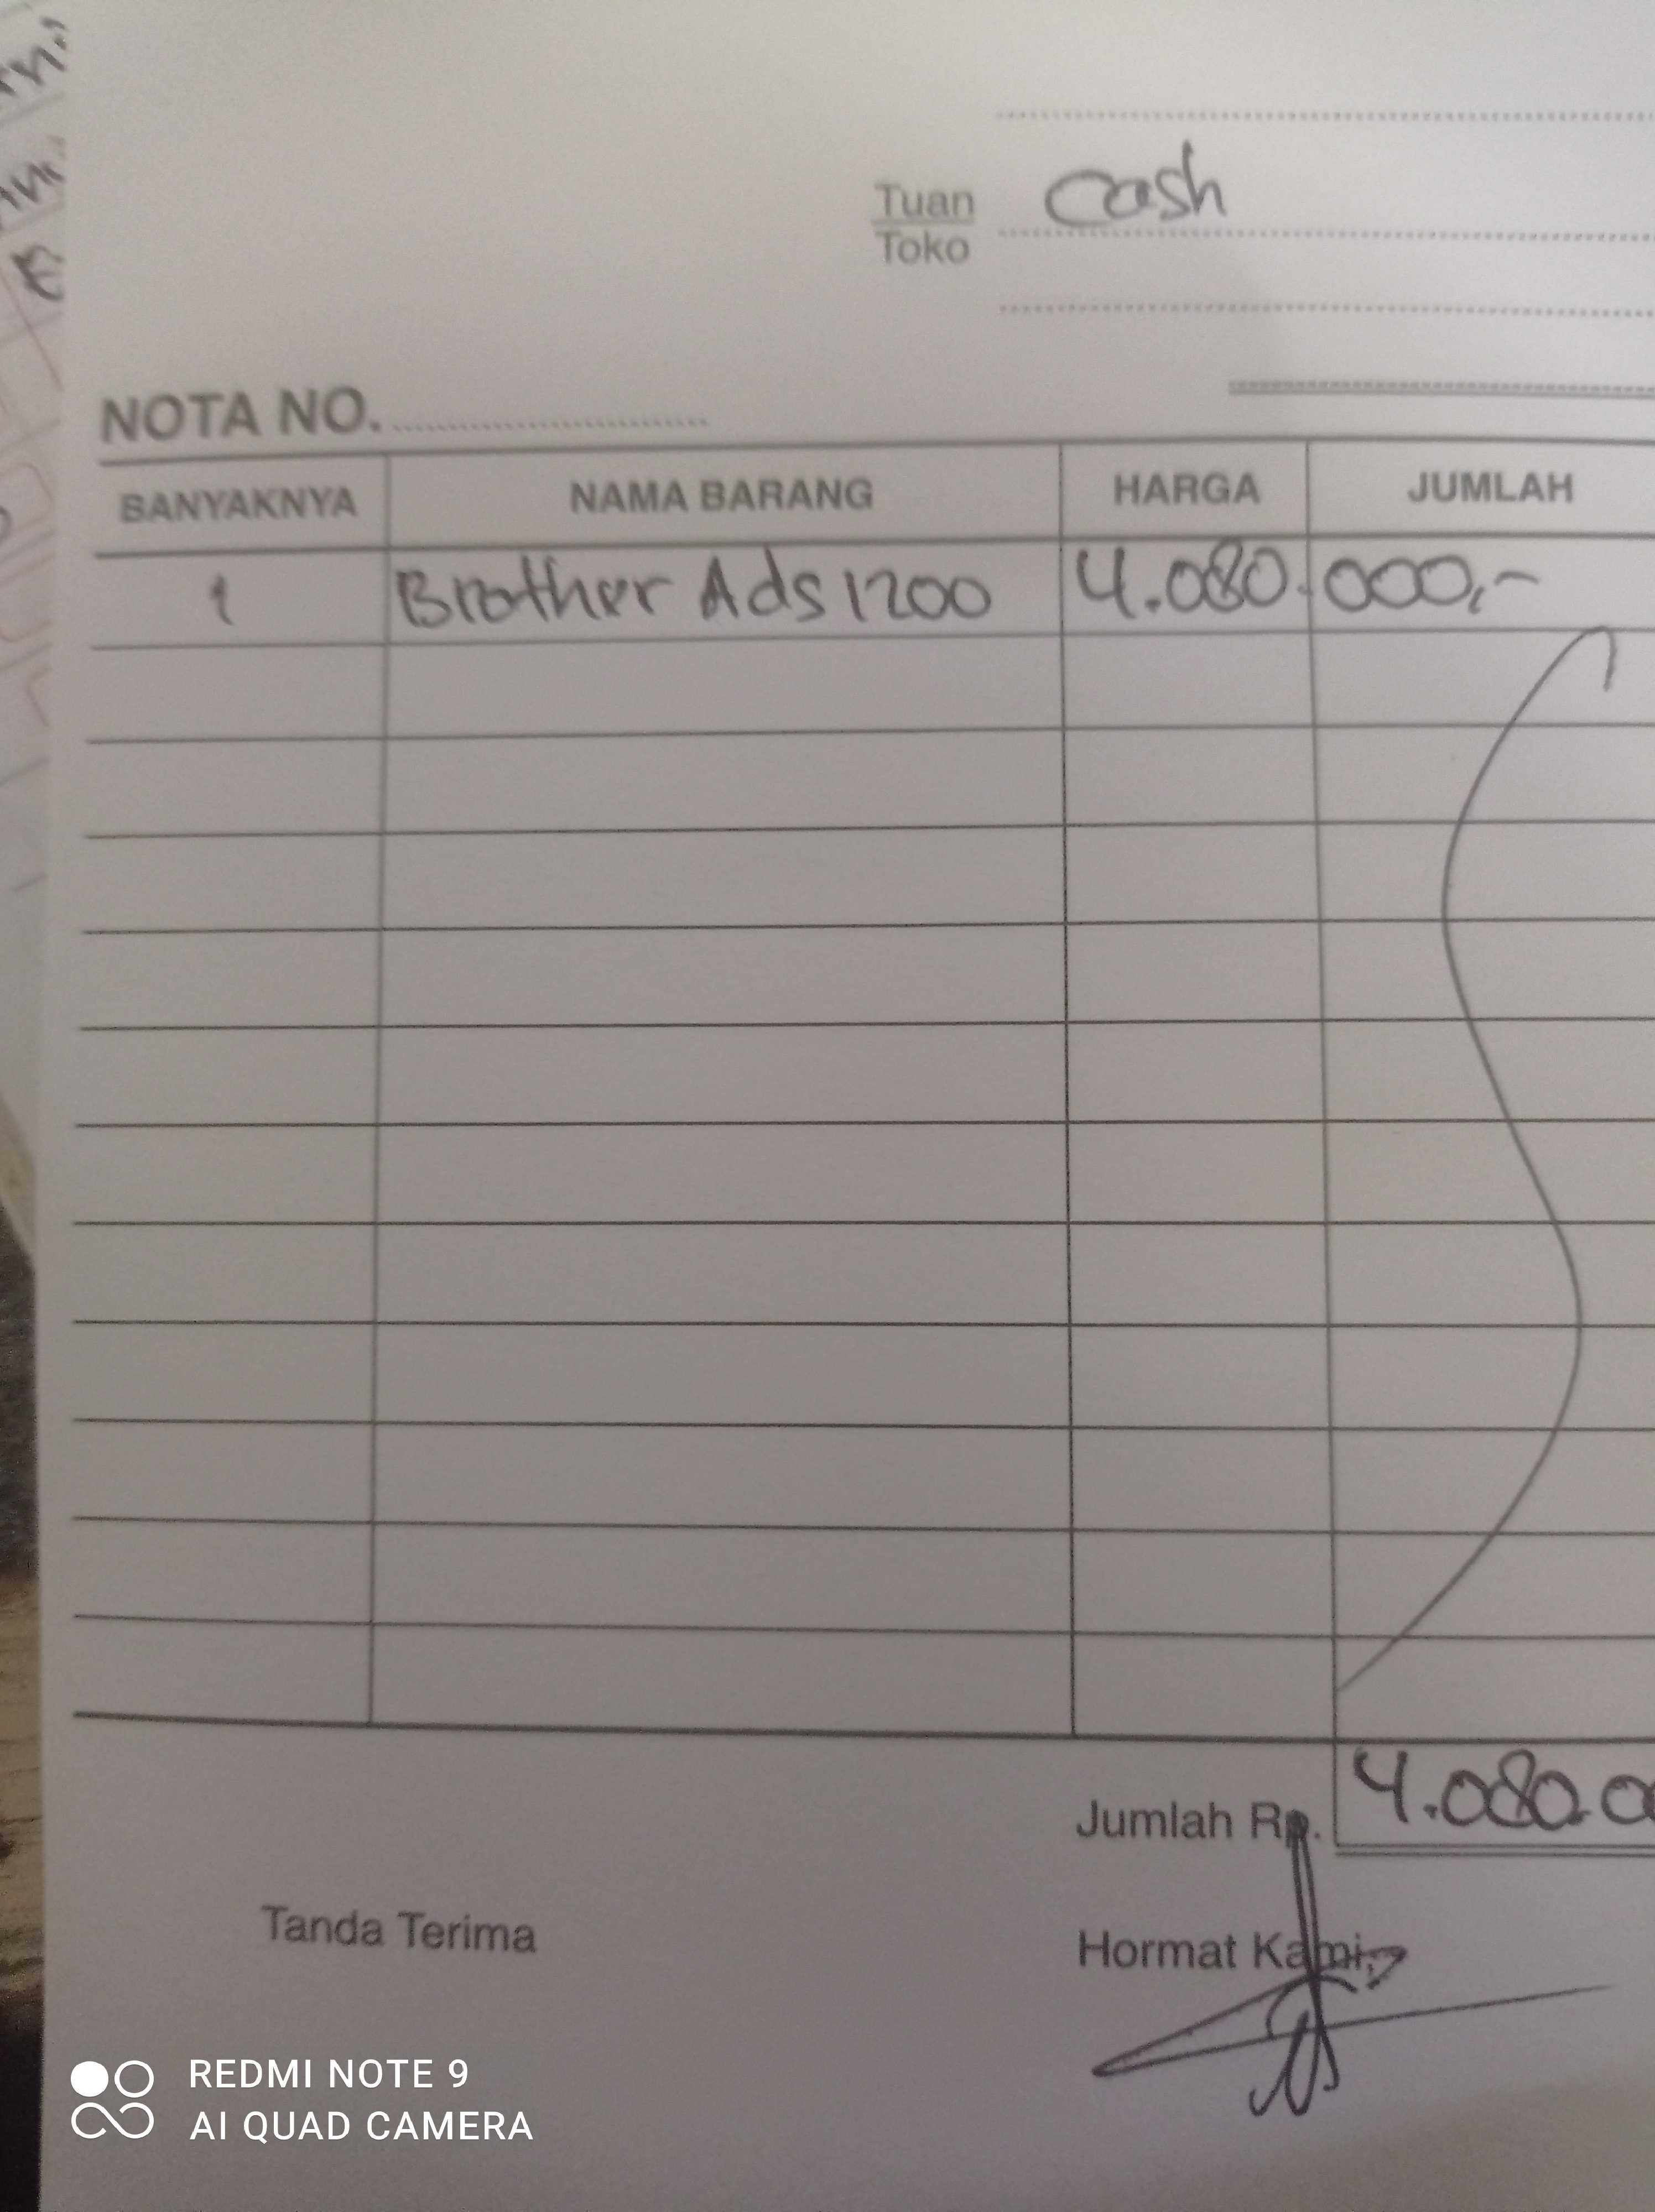 Tuan Cash
Toko
NOTA NO. ....................
BANYAKNYA NAMA BARANG HARGA JUMLAH
1 Brother Ads 1200 4.080.000,-
Jumlah Rp. 4.080.00
Tanda Terima Hormat Kami,
REDMI NOTE 9
AI QUAD CAMERA